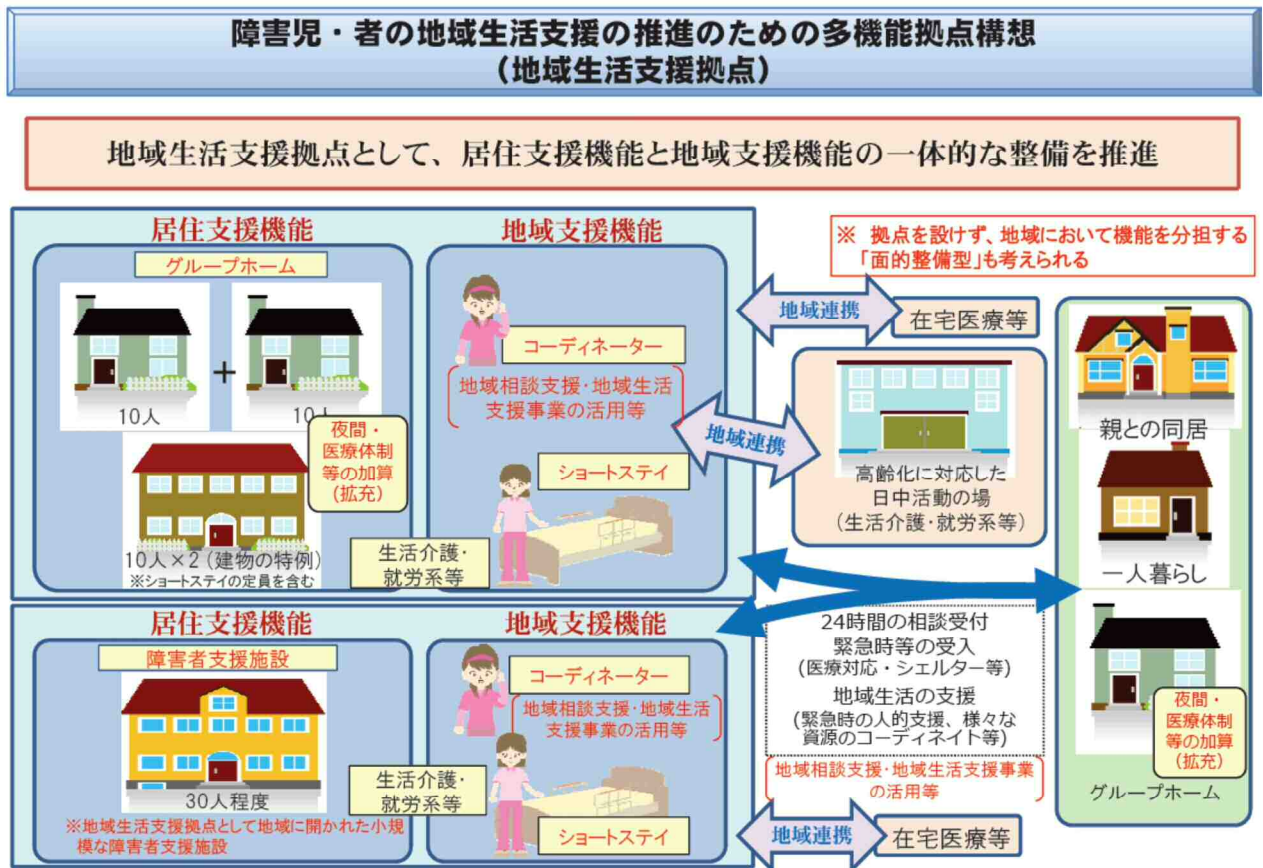 障害児・者の地域生活支援の推進のための多機能拠点構想
（地域生活支援拠点）
地域生活支援拠点として、居住支援機能と地域支援機能の一体的な整備を推進
居住支援機能
グループホーム
10人
+
10人
夜間・
医療体制
等の加算
(拡充)
10人×2（建物の特例）
※ショートステイの定員を含む
地域支援機能
コーディネーター
地域相談支援・地域生活
支援事業の活用等
ショートステイ
生活介護・
就労系等
※ 拠点を設けず、地域において機能を分担する
「面的整備型」も考えられる
地域連携
在宅医療等
地域連携
高齢化に対応した
日中活動の場
（生活介護・就労系等）
親との同居
一人暮らし
夜間・
医療体制
等の加算
(拡充)
グループホーム
24時間の相談受付
緊急時等の受入
(医療対応・シェルター等)
地域生活の支援
(緊急時の人的支援、様々な
資源のコーディネイト等)
地域相談支援・地域生活支援事業
の活用等
居住支援機能
障害者支援施設
30人程度
※地域生活支援拠点として地域に開かれた小規
模な障害者支援施設
地域支援機能
コーディネーター
地域相談支援・地域生活
支援事業の活用等
生活介護・
就労系等
ショートステイ
地域連携
在宅医療等